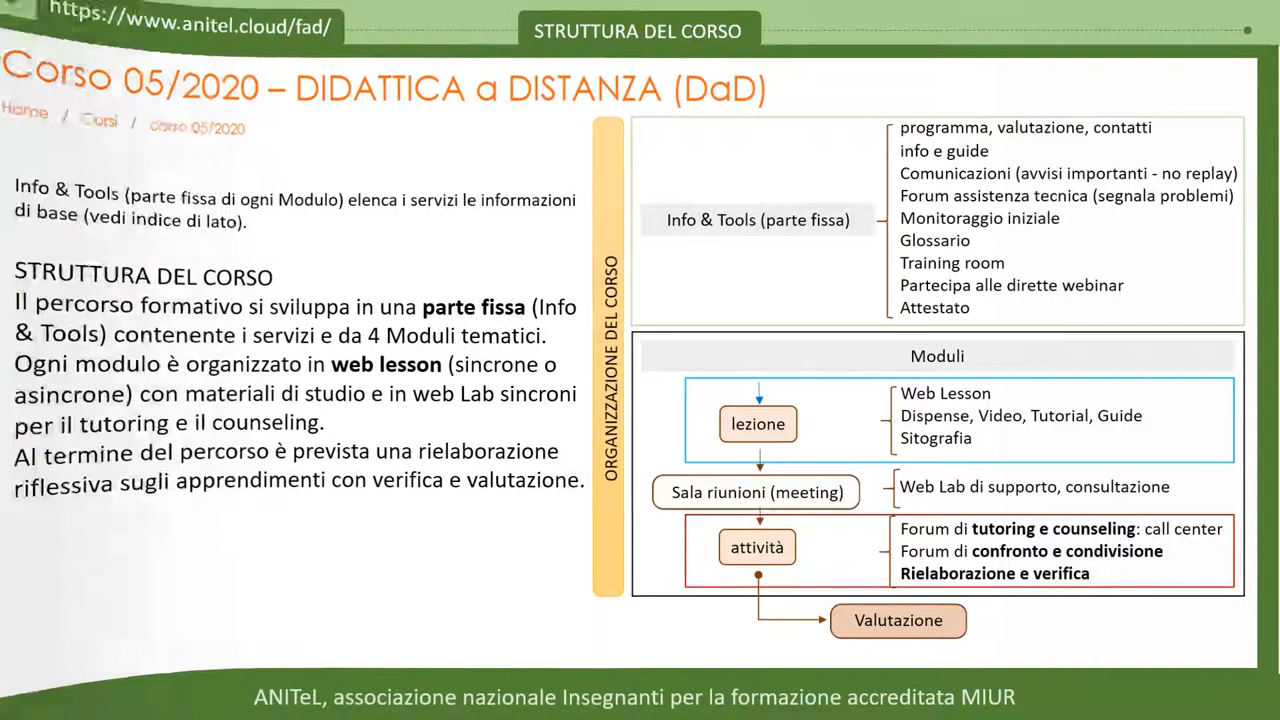 https://www.anitel.cloud/fad/
STRUTTURA DEL CORSO
Corso 05/2020 – DIDATTICA a DISTANZA (DaD)
Home / Corsi / Corso 05/2020
Info & Tools (parte fissa di ogni Modulo) elenca i servizi le informazioni
di base (vedi indice di lato).
STRUTTURA DEL CORSO
Il percorso formativo si sviluppa in una parte fissa (Info
& Tools) contenente i servizi e da 4 Moduli tematici.
Ogni modulo è organizzato in web lesson (sincrone o
asincrone) con materiali di studio e in web Lab sincroni
per il tutoring e il counseling.
Al termine del percorso è prevista una rielaborazione
riflessiva sugli apprendimenti con verifica e valutazione.
ORGANIZZAZIONE DEL CORSO
Info & Tools (parte fissa)
programma, valutazione, contatti
info e guide
Comunicazioni (avvisi importanti - no replay)
Forum assistenza tecnica (segnala problemi)
Monitoraggio iniziale
Glossario
Training room
Partecipa alle dirette webinar
Attestato
Moduli
lezione
Web Lesson
Dispense, Video, Tutorial, Guide
Sitografia
Sala riunioni (meeting)
Web Lab di supporto, consultazione
attività
Forum di tutoring e counseling: call center
Forum di confronto e condivisione
Rielaborazione e verifica
Valutazione
ANITeL, associazione nazionale Insegnanti per la formazione accreditata MIUR